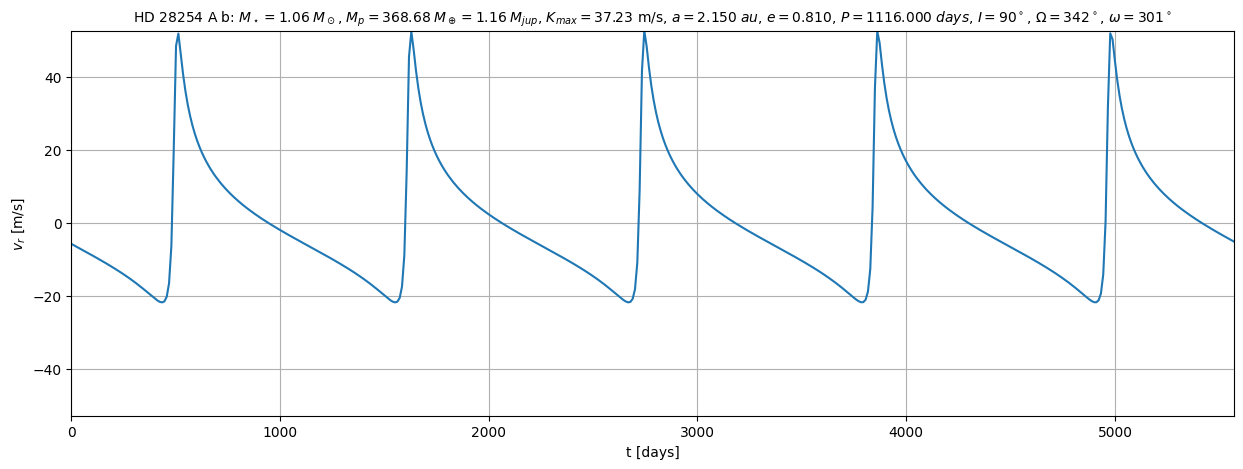 HD 28254 A b: M⋆ = 1.06 M⊙, Mp = 368.68 M⊕ = 1.16 Mjup, Kmax = 37.23 m/s, a = 2.150 au, e = 0.810, P = 1116.000 days, I = 90°, Ω = 342°, ω = 301°
40
20
0
−20
−40
vr [m/s]
0 1000 2000 3000 4000 5000
t [days]